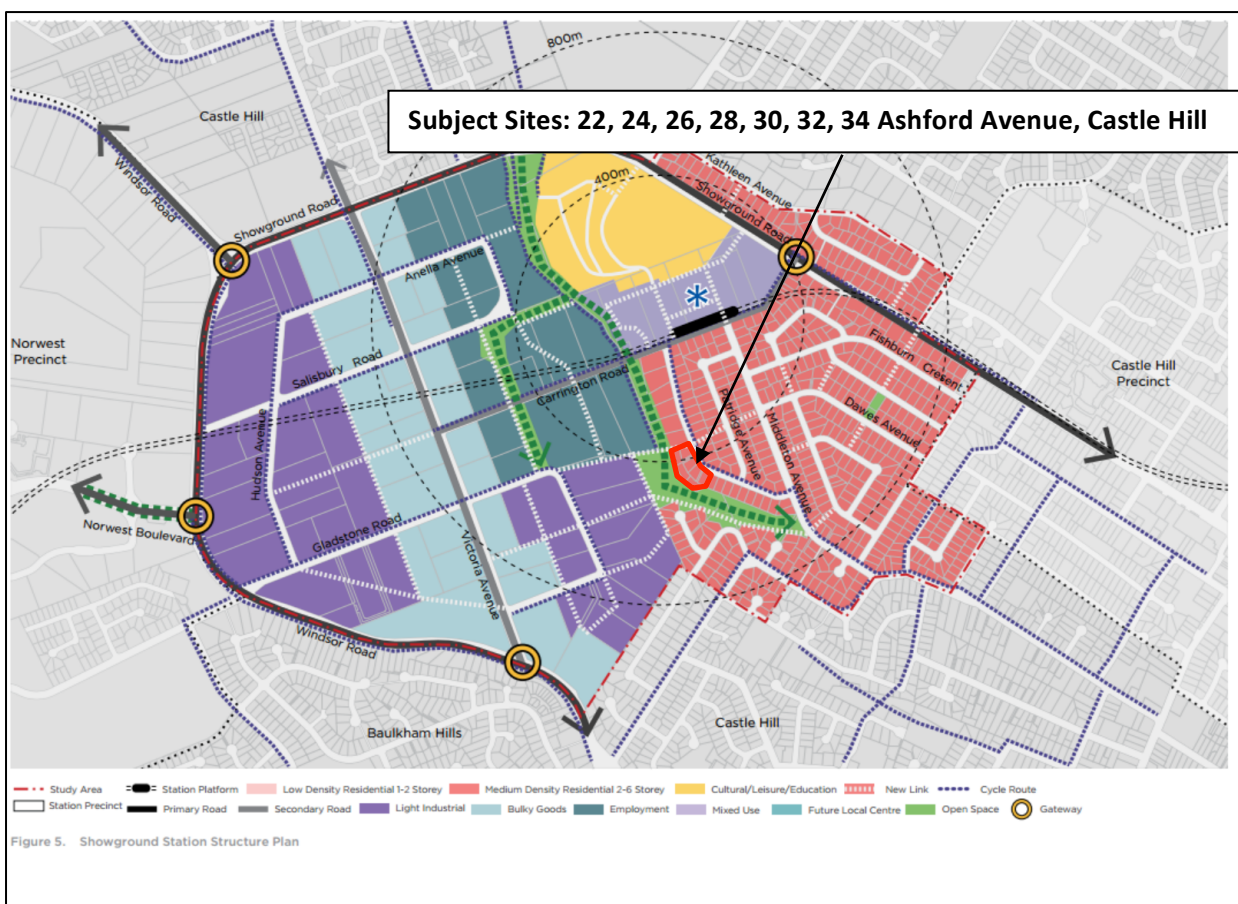 800m
Castle Hill
Subject Sites: 22, 24, 26, 28, 30, 32, 34 Ashford Avenue, Castle Hill
Kathleen Avenue
400m
Showground Road
Windsor Road
Showground Road
Anella Avenue
Norwest
Precinct
Salisbury Road
Carrington Road
Fishburn Cresent
Castle Hill
Precinct
Dawes Avenue
Patridge Avenue
Middleton Avenue
Hudson Avenue
Norwest Boulevard
Gladstone Road
Victoria Avenue
Windsor Road
Baulkham Hills
Castle Hill
Study Area Station Platform Low Density Residential 1-2 Storey Medium Density Residential 2-6 Storey Cultural/Leisure/Education New Link Cycle Route
Station Precinct Primary Road Secondary Road Light Industrial Bulky Goods Employment Mixed Use Future Local Centre Open Space Gateway
Figure 5. Showground Station Structure Plan